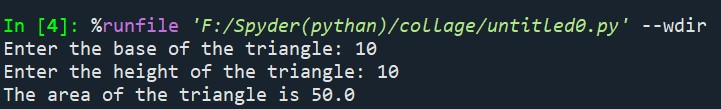 In [4]: %runfile 'F:/Spyder(pythan)/collage/untitled0.py' --wdir
Enter the base of the triangle: 10
Enter the height of the triangle: 10
The area of the triangle is 50.0